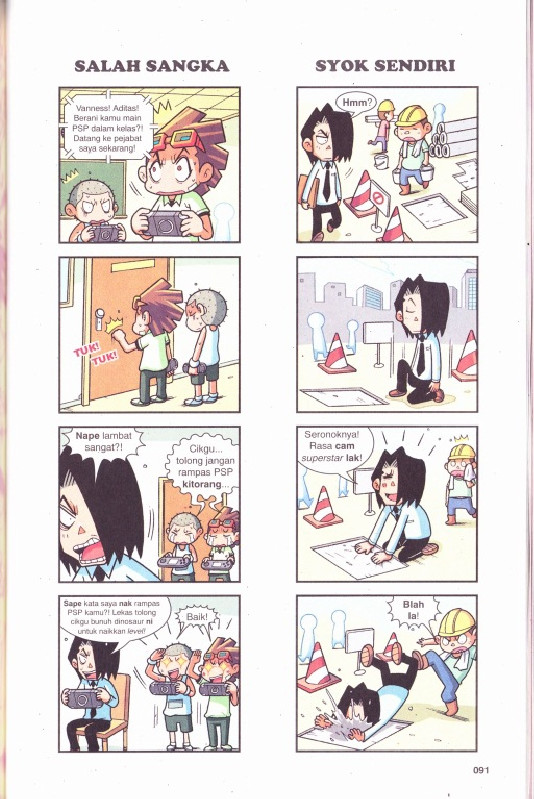 SALAH SANGKA
Vanness! Aditas!!
Berani kamu main
PSP dalam kelas?!
Datang ke pejabat
saya sekarang!
TUK!
TUK!
Nape lambat
sangat?!
Cikgu...
tolong jangan
rampas PSP
kitorang...
Sape kata saya nak rampas
PSP kamu?! Lekas tolong
cikgu bunuh dinosaur ni
untuk naikkan level!
Baik!
SYOK SENDIRI
Hmm?
Seronoknya!
Rasa cam
superstar lak!
Blah
la!
091